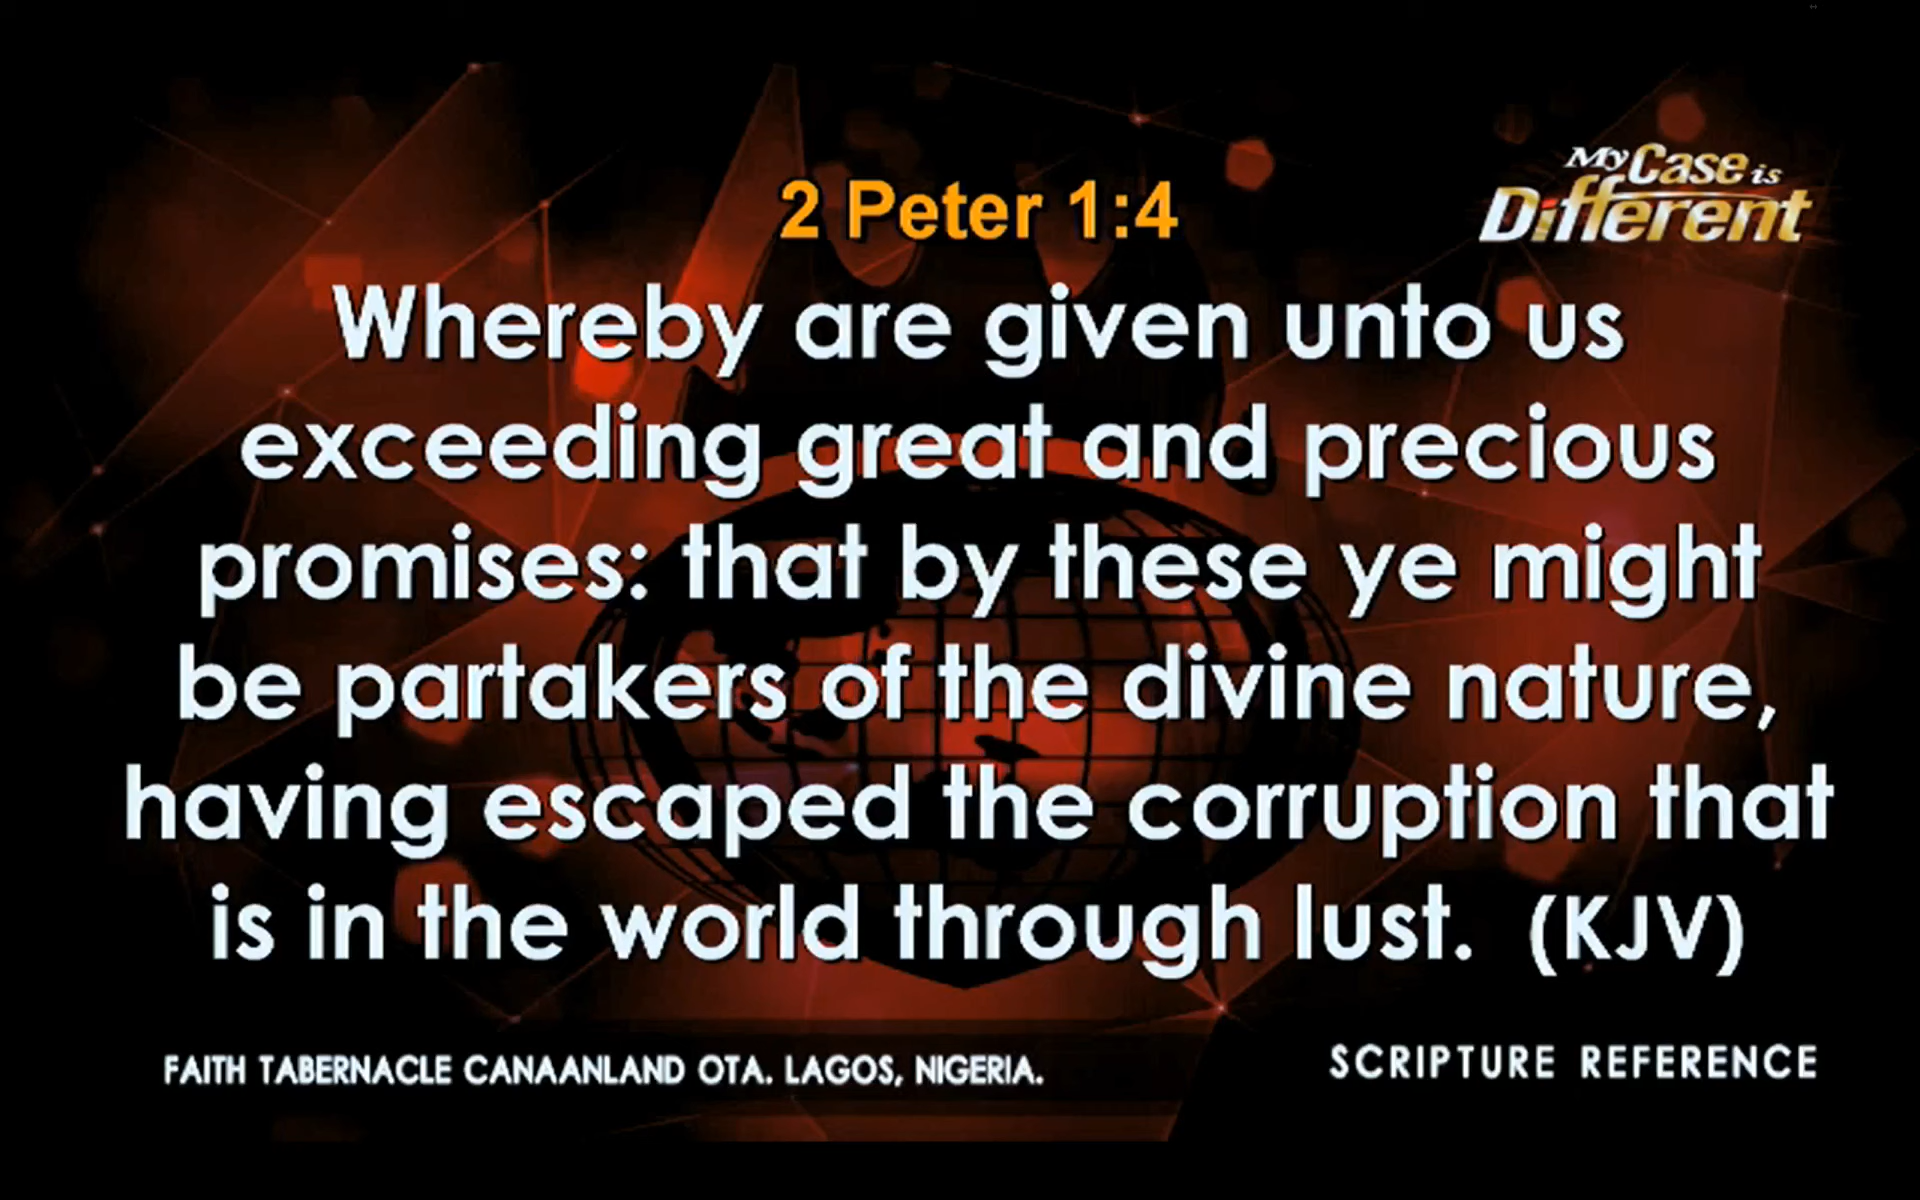 My Case is
Different
2 Peter 1:4
Whereby are given unto us
exceeding great and precious
promises: that by these ye might
be partakers of the divine nature,
having escaped the corruption that
is in the world through lust. (KJV)
FAITH TABERNACLE CANAANLAND OTA. LAGOS, NIGERIA.
SCRIPTURE REFERENCE